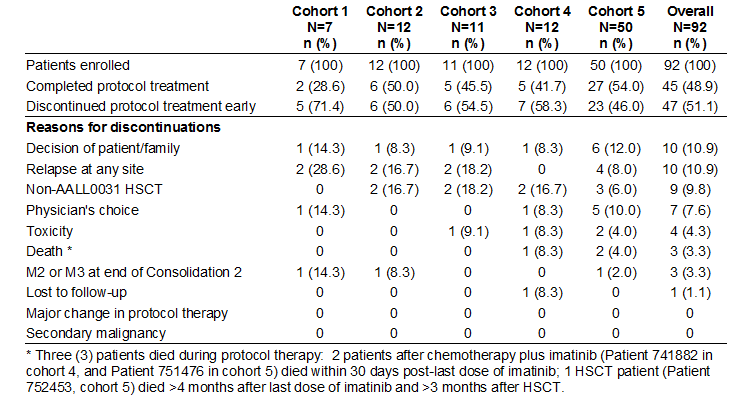 Cohort 1 Cohort 2 Cohort 3 Cohort 4 Cohort 5 Overall
N=7 N=12 N=11 N=12 N=50 N=92
n (%) n (%) n (%) n (%) n (%) n (%)
Patients enrolled 7 (100) 12 (100) 11 (100) 12 (100) 50 (100) 92 (100)
Completed protocol treatment 2 (28.6) 6 (50.0) 5 (45.5) 5 (41.7) 27 (54.0) 45 (48.9)
Discontinued protocol treatment early 5 (71.4) 6 (50.0) 6 (54.5) 7 (58.3) 23 (46.0) 47 (51.1)
Reasons for discontinuations
Decision of patient/family 1 (14.3) 1 (8.3) 1 (9.1) 1 (8.3) 6 (12.0) 10 (10.9)
Relapse at any site 2 (28.6) 2 (16.7) 2 (18.2) 0 4 (8.0) 10 (10.9)
Non-AALL0031 HSCT 0 2 (16.7) 2 (18.2) 2 (16.7) 3 (6.0) 9 (9.8)
Physician's choice 1 (14.3) 0 0 1 (8.3) 5 (10.0) 7 (7.6)
Toxicity 0 0 1 (9.1) 1 (8.3) 2 (4.0) 4 (4.3)
Death * 0 0 0 1 (8.3) 2 (4.0) 3 (3.3)
M2 or M3 at end of Consolidation 2 1 (14.3) 1 (8.3) 0 0 1 (2.0) 3 (3.3)
Lost to follow-up 0 0 0 1 (8.3) 0 1 (1.1)
Major change in protocol therapy 0 0 0 0 0 0
Secondary malignancy 0 0 0 0 0 0
* Three (3) patients died during protocol therapy: 2 patients after chemotherapy plus imatinib (Patient 741882 in
cohort 4, and Patient 751476 in cohort 5) died within 30 days post-last dose of imatinib; 1 HSCT patient (Patient
752453, cohort 5) died >4 months after last dose of imatinib and >3 months after HSCT.